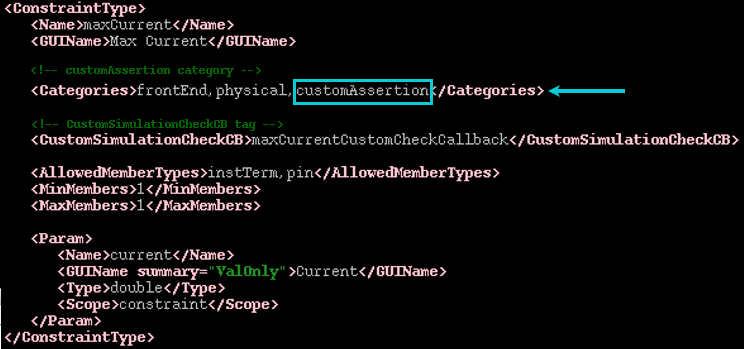 <ConstraintType>
<Name>maxCurrent</Name>
<GUIName>Max Current</GUIName>
<!-- customAssertion category -->
<Categories>frontEnd,physical,customAssertion</Categories>
<!-- CustomSimulationCheckCB tag -->
<CustomSimulationCheckCB>maxCurrentCustomCheckCallback</CustomSimulationCheckCB>
<AllowedMemberTypes>instTerm,pin</AllowedMemberTypes>
<MinMembers>1</MinMembers>
<MaxMembers>1</MaxMembers>
<Param>
<Name>current</Name>
<GUIName summary="ValOnly">Current</GUIName>
<Type>double</Type>
<Scope>constraint</Scope>
</Param>
</ConstraintType>